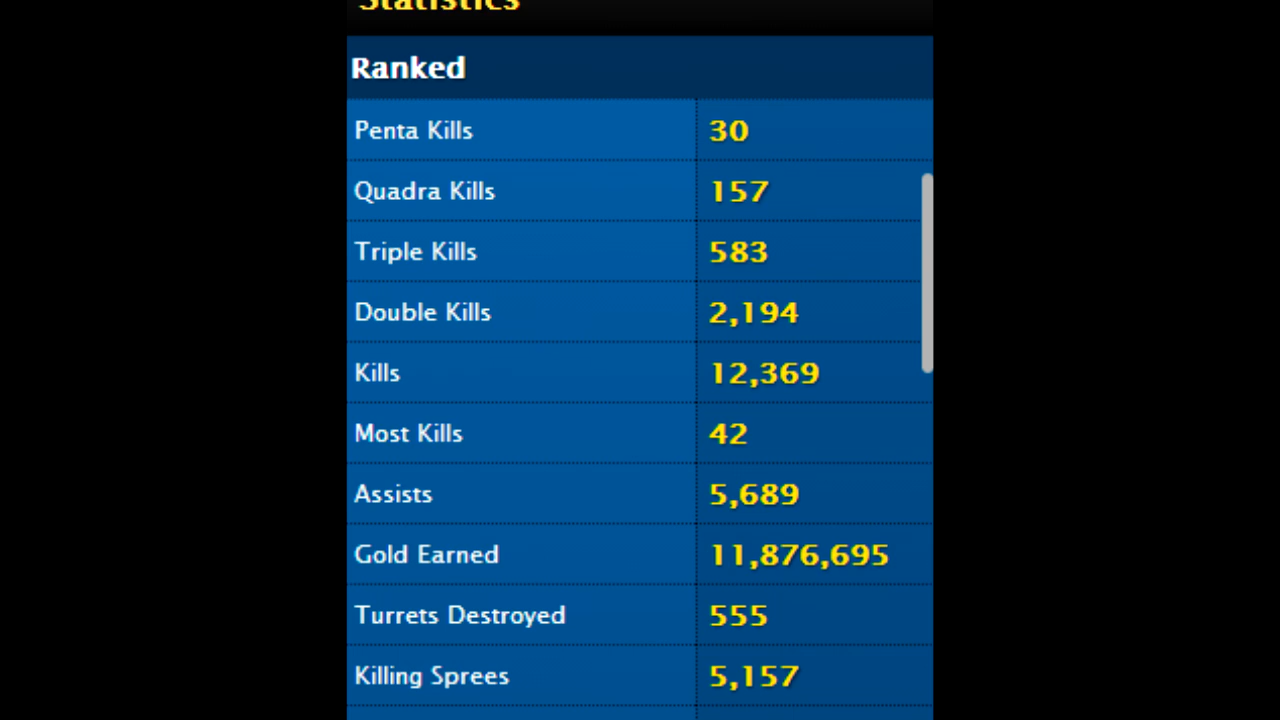 Statistics
Ranked
Penta Kills 30
Quadra Kills 157
Triple Kills 583
Double Kills 2,194
Kills 12,369
Most Kills 42
Assists 5,689
Gold Earned 11,876,695
Turrets Destroyed 555
Killing Sprees 5,157